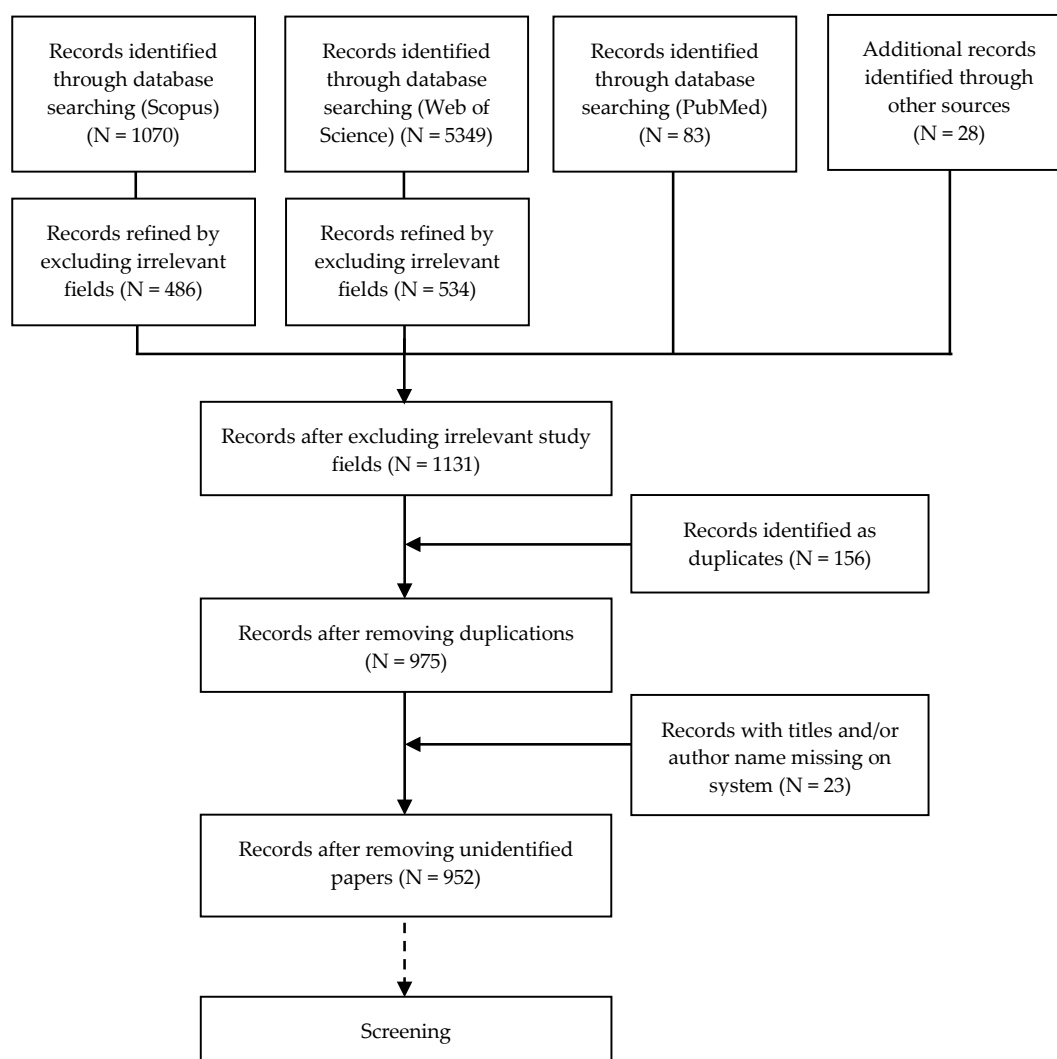 Records identified
through database
searching (Scopus)
(N = 1070)
Records identified
through database
searching (Web of
Science) (N = 5349)
Records identified
through database
searching (PubMed)
(N = 83)
Additional records
identified through
other sources
(N = 28)
Records refined by
excluding irrelevant
fields (N = 486)
Records refined by
excluding irrelevant
fields (N = 534)
Records after excluding irrelevant study
fields (N = 1131)
Records identified as
duplicates (N = 156)
Records after removing duplications
(N = 975)
Records with titles and/or
author name missing on
system (N = 23)
Records after removing unidentified
papers (N = 952)
Screening